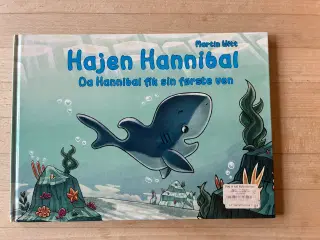 Martin Witt
Hajen Hannibal
Da Hannibal fik sin første ven